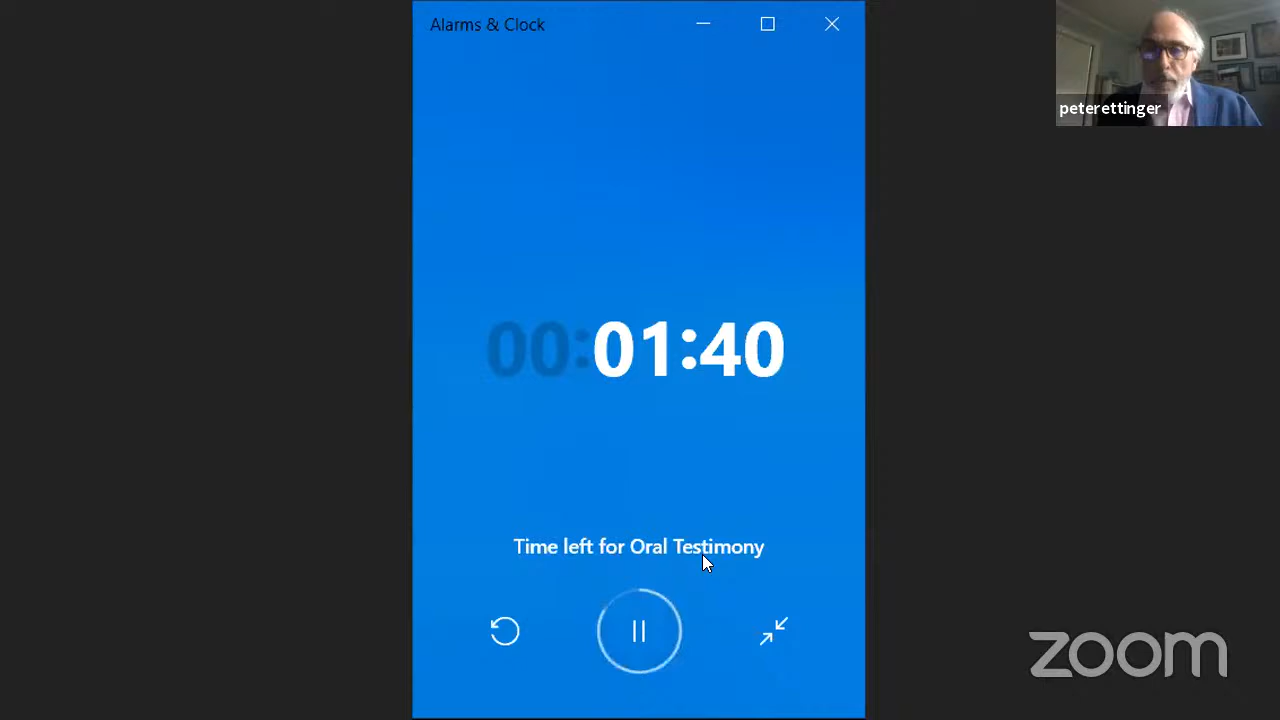 Alarms & Clock
peterettinger
00:01:40
Time left for Oral Testimony
zoom